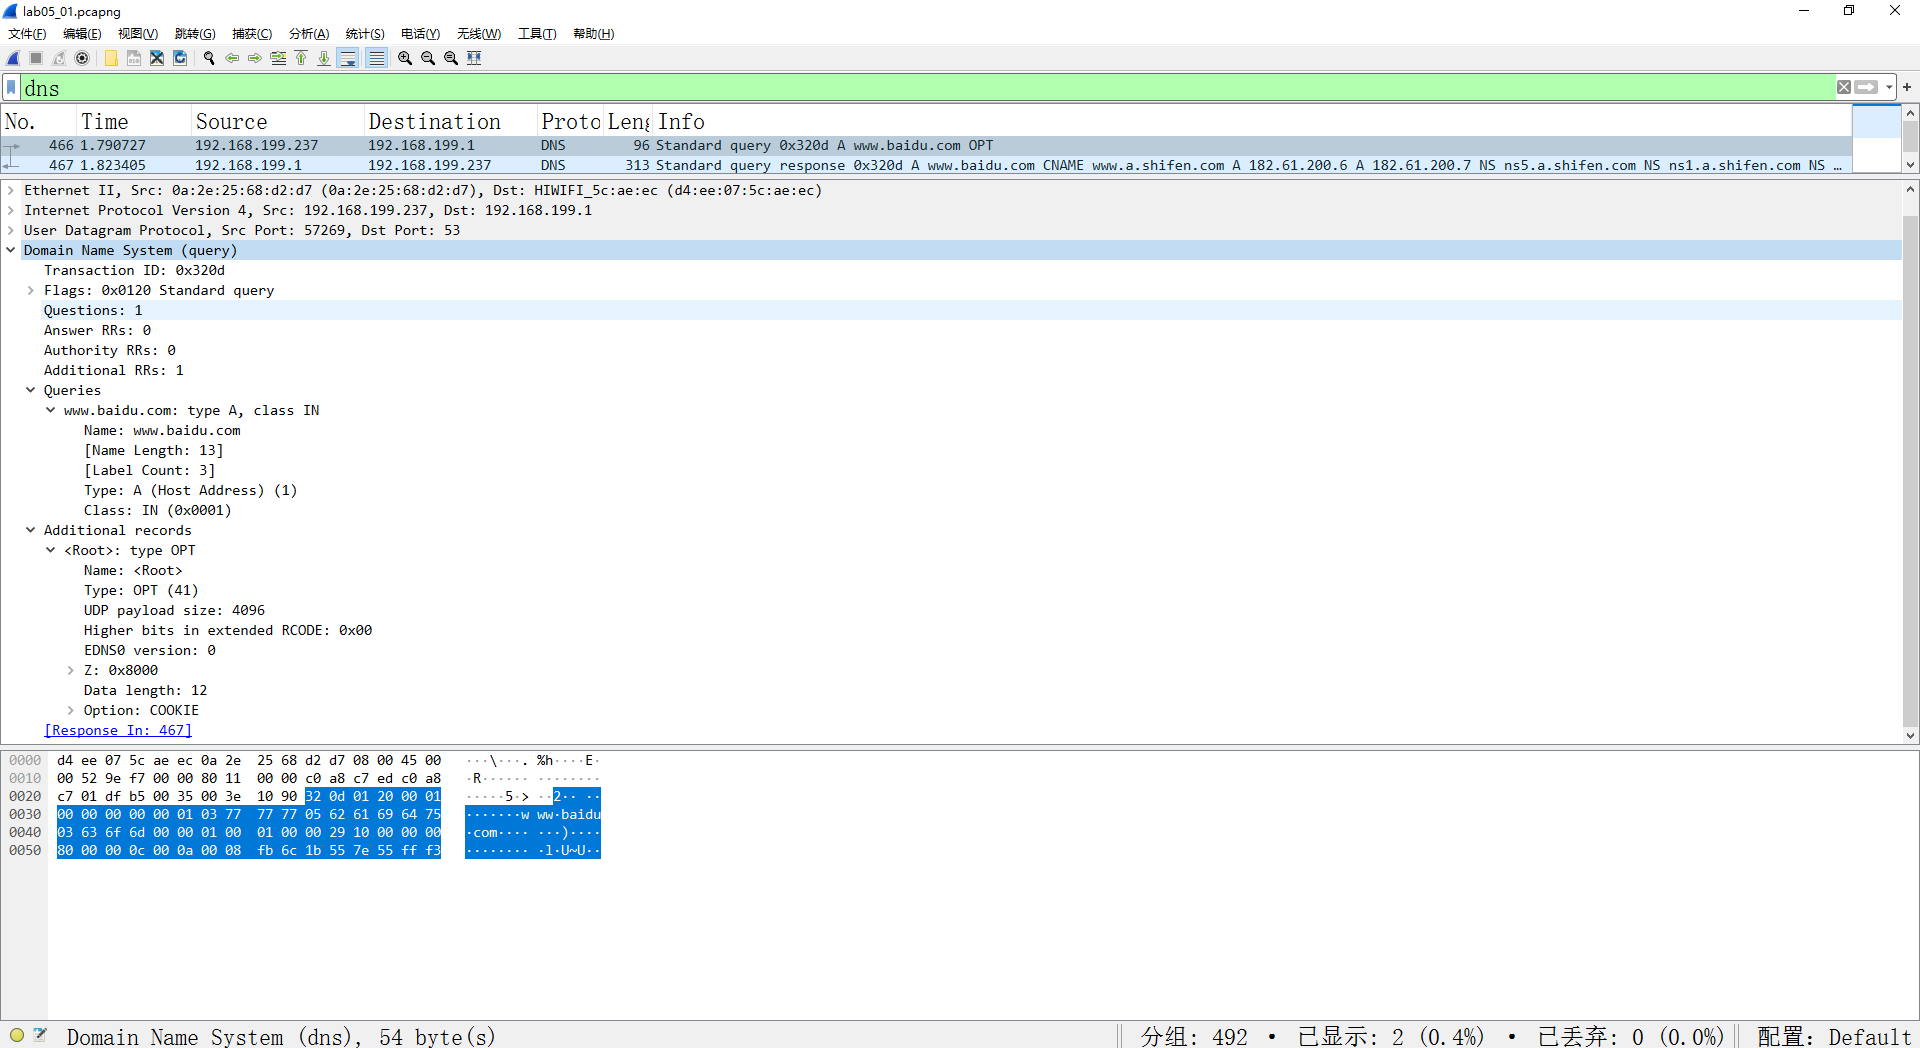 lab05_01.pcapng
文件(F) 编辑(E) 视图(V) 跳转(G) 捕获(C) 分析(A) 统计(S) 电话(Y) 无线(W) 工具(T) 帮助(H)
dns
No. Time Source Destination Proto Leng Info
466 1.790727 192.168.199.237 192.168.199.1 DNS 96 Standard query 0x320d A www.baidu.com OPT
467 1.823405 192.168.199.1 192.168.199.237 DNS 313 Standard query response 0x320d A www.baidu.com CNAME www.a.shifen.com A 182.61.200.6 A 182.61.200.7 NS ns5.a.shifen.com NS ns1.a.shifen.com NS …
Ethernet II, Src: 0a:2e:25:68:d2:d7 (0a:2e:25:68:d2:d7), Dst: HIWIFI_5c:ae:ec (d4:ee:07:5c:ae:ec)
Internet Protocol Version 4, Src: 192.168.199.237, Dst: 192.168.199.1
User Datagram Protocol, Src Port: 57269, Dst Port: 53
Domain Name System (query)
Transaction ID: 0x320d
Flags: 0x0120 Standard query
Questions: 1
Answer RRs: 0
Authority RRs: 0
Additional RRs: 1
Queries
www.baidu.com: type A, class IN
Name: www.baidu.com
[Name Length: 13]
[Label Count: 3]
Type: A (Host Address) (1)
Class: IN (0x0001)
Additional records
<Root>: type OPT
Name: <Root>
Type: OPT (41)
UDP payload size: 4096
Higher bits in extended RCODE: 0x00
EDNS0 version: 0
Z: 0x8000
Data length: 12
Option: COOKIE
[Response In: 467]
0000 d4 ee 07 5c ae ec 0a 2e 25 68 d2 d7 08 00 45 00 ···\···. %h····E·
0010 00 52 9e f7 00 00 80 11 00 00 c0 a8 c7 ed c0 a8 ·R······ ········
0020 c7 01 df b5 00 35 00 3e 10 90 32 0d 01 20 00 01 ·····5·> ··2·· ··
0030 00 00 00 00 00 01 03 77 77 77 05 62 61 69 64 75 ·······w ww·baidu
0040 03 63 6f 6d 00 00 01 00 01 00 00 29 10 00 00 00 ·com···· ···)····
0050 80 00 00 0c 00 0a 00 08 fb 6c 1b 55 7e 55 ff f3 ········ ·l·U~U··
Domain Name System (dns), 54 byte(s) 分组: 492 · 已显示: 2 (0.4%) · 已丢弃: 0 (0.0%) 配置: Default